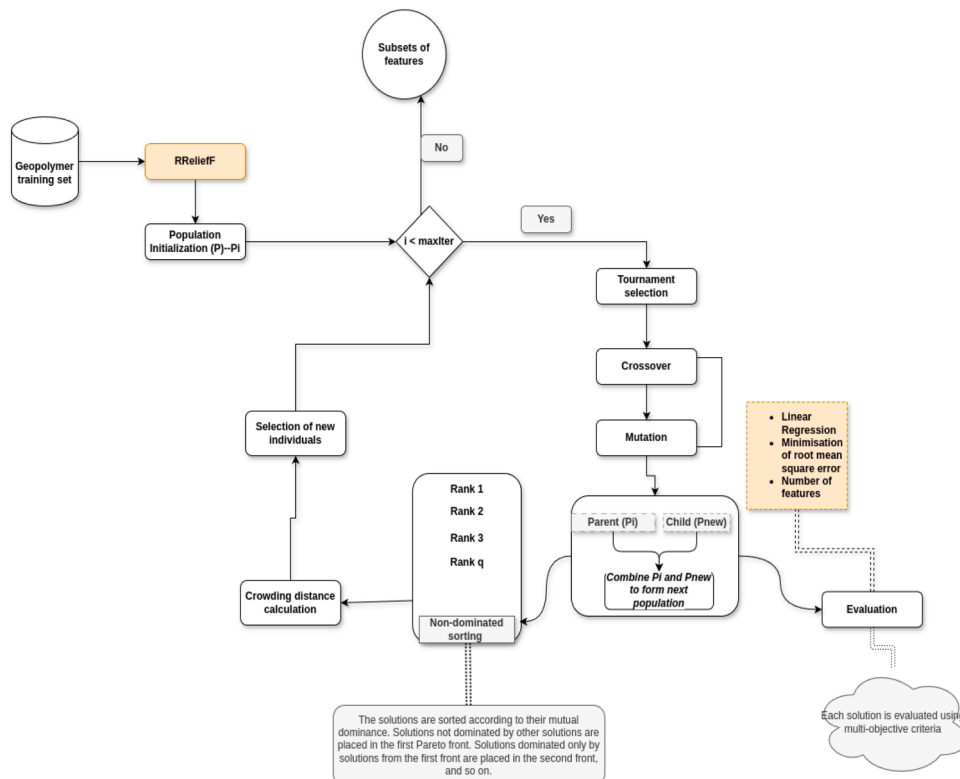 Subsets of
features
No
Geopolymer
training set
RReliefF
Population
Initialization (P)--Pi
i < maxIter
Yes
Tournament
selection
Crossover
Mutation
Linear
Regression
Minimisation
of root mean
square error
Number of
features
Selection of new
individuals
Rank 1
Rank 2
Rank 3
Rank q
Non-dominated
sorting
Parent (Pi)
Child (Pnew)
Combine Pi and Pnew
to form next
population
Crowding distance
calculation
Evaluation
Each solution is evaluated using
multi-objective criteria
The solutions are sorted according to their mutual
dominance. Solutions not dominated by other solutions are
placed in the first Pareto front. Solutions dominated only by
solutions from the first front are placed in the second front,
and so on.